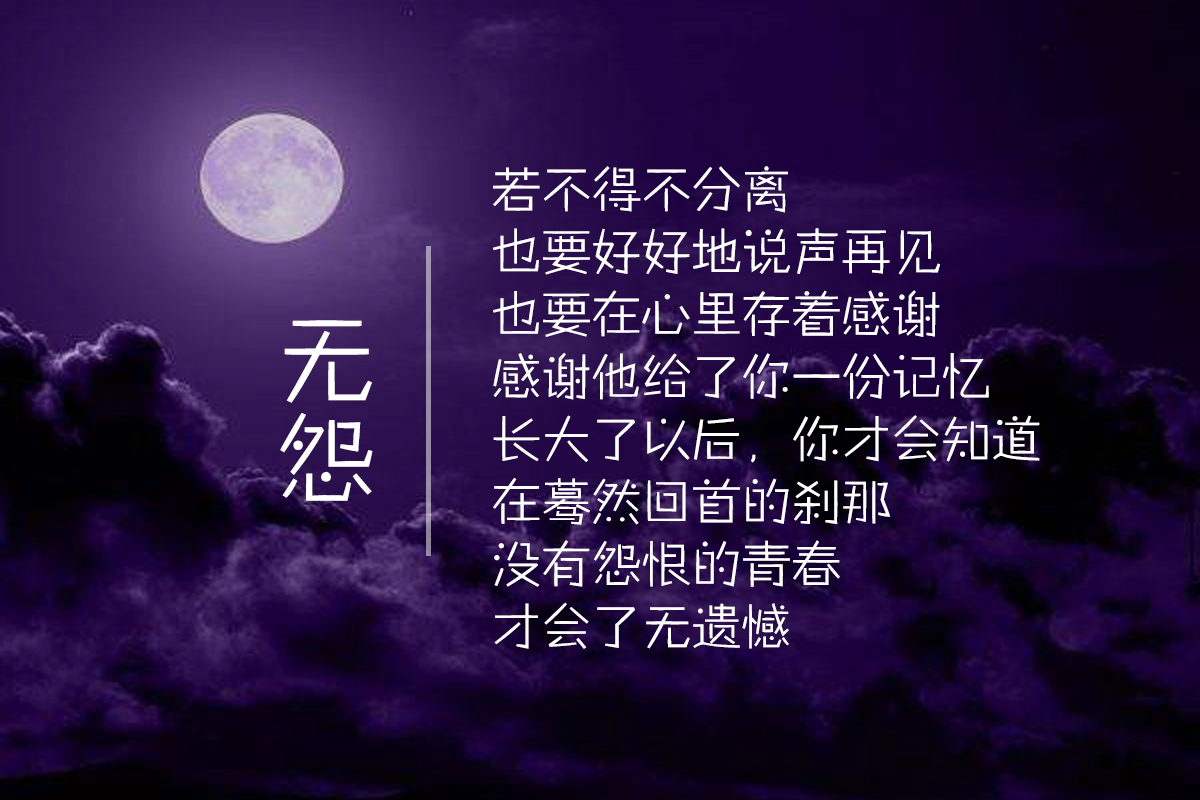 无怨
若不得不分离
也要好好地说声再见
也要在心里存着感谢
感谢他给了你一份记忆
长大了以后，你才会知道
在蓦然回首的刹那
没有怨恨的青春
才会了无遗憾